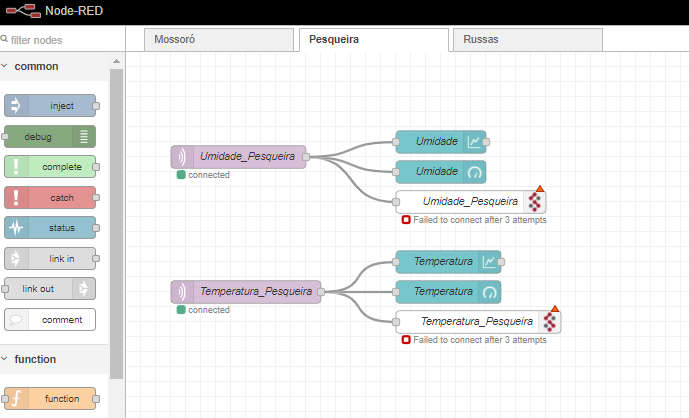 Node-RED
filter nodes
Mossoró
Pesqueira
Russas
common
inject
debug
complete
catch
status
link in
link out
comment
function
function
Umidade_Pesqueira
connected
Umidade
Umidade
Umidade_Pesqueira
Failed to connect after 3 attempts
Temperatura_Pesqueira
connected
Temperatura
Temperatura
Temperatura_Pesqueira
Failed to connect after 3 attempts